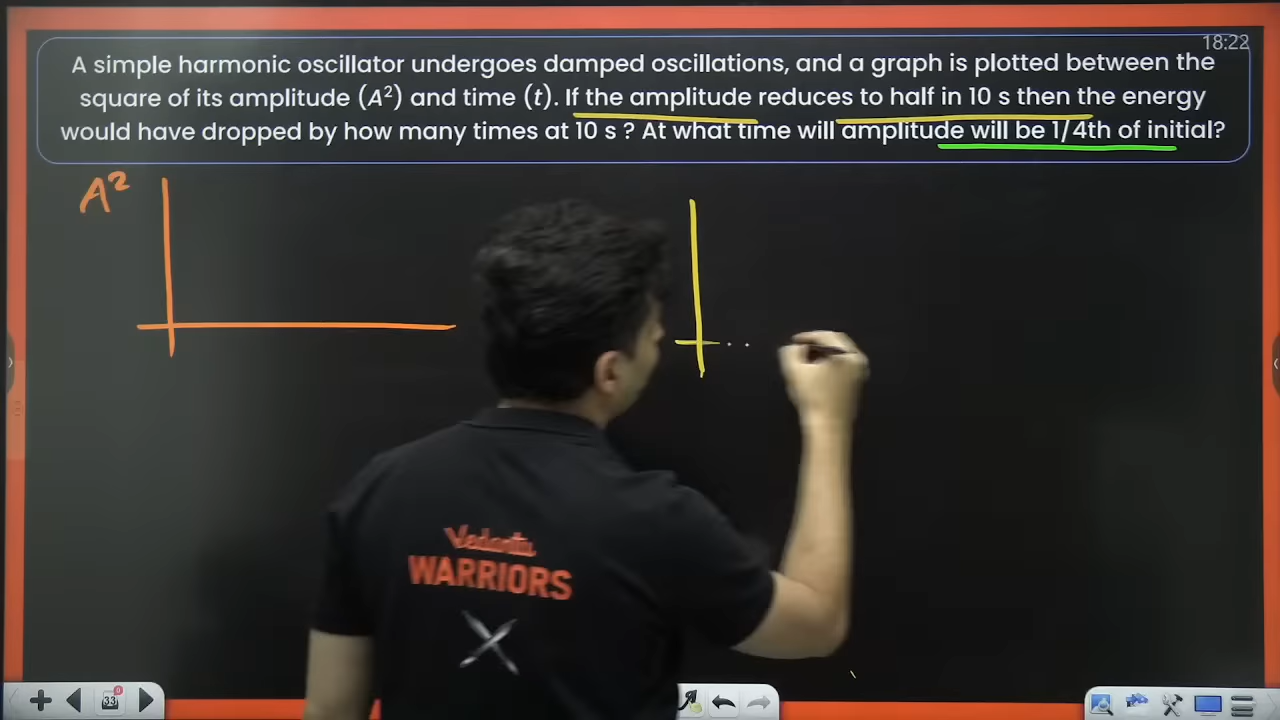 18:22
A simple harmonic oscillator undergoes damped oscillations, and a graph is plotted between the
square of its amplitude (A²) and time (t). If the amplitude reduces to half in 10 s then the energy
would have dropped by how many times at 10 s ? At what time will amplitude will be 1/4th of initial?
A²
Vedantu
WARRIORS
33